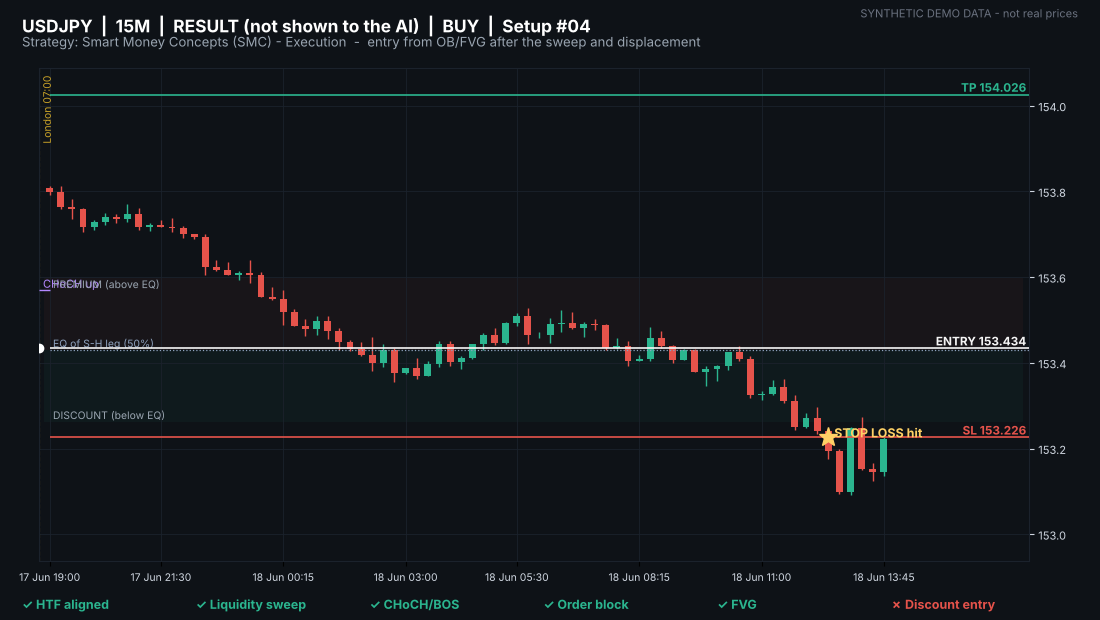 SYNTHETIC DEMO DATA - not real prices
USDJPY | 15M | RESULT (not shown to the AI) | BUY | Setup #04
Strategy: Smart Money Concepts (SMC) - Execution - entry from OB/FVG after the sweep and displacement
London 07:00
TP 154.026
154.0
153.8
153.6
PREMIUM (above EQ)
EQ of S-H leg (50%)
ENTRY 153.434
153.4
DISCOUNT (below EQ)
STOP LOSS hit
SL 153.226
153.2
153.0
17 Jun 19:00
17 Jun 21:30
18 Jun 00:15
18 Jun 03:00
18 Jun 05:30
18 Jun 08:15
18 Jun 11:00
18 Jun 13:45
✓ HTF aligned
✓ Liquidity sweep
✓ CHoCH/BOS
✓ Order block
✓ FVG
× Discount entry